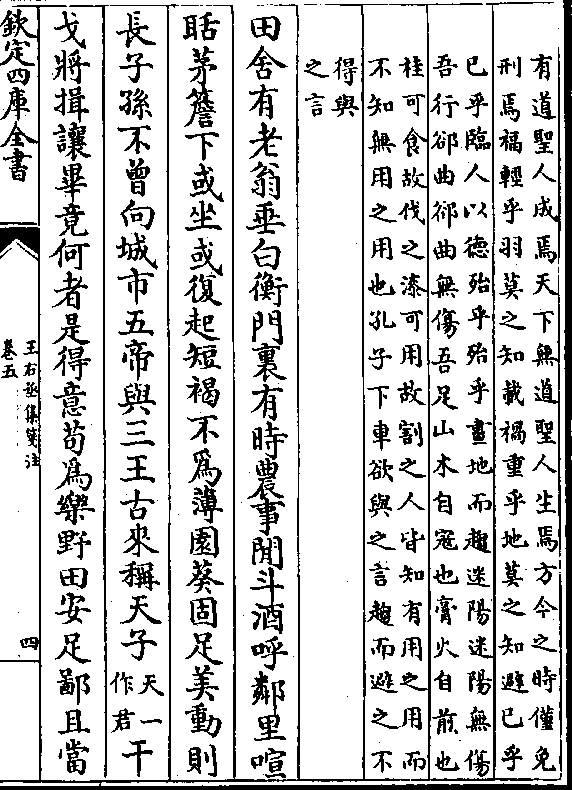 有道聖人成焉天下無道聖人生焉方今之時僅免
刑焉福輕乎羽莫之知載禍重乎地莫之知避已乎
已乎臨人以德殆乎殆乎畫地而趨迷陽迷陽無傷
吾行郤曲郤曲無傷吾足山木自寇也膏火自煎也
桂可食故伐之漆可用故割之人皆知有用之用而
不知無用之用也孔子下車欲與之言趨而避之不
得與
之言
田舍有老翁垂白衡門裏有時農事閒斗酒呼鄰里喧
聒茅簷下或坐或復起短褐不為薄園葵固足美動則
長子孫不曾向城市五帝與三王古來稱天子天一作君干
戈將揖讓畢竟何者是得意苟為樂野田安足鄙且當
欽定四庫全書
王右丞集箋注
卷五
四